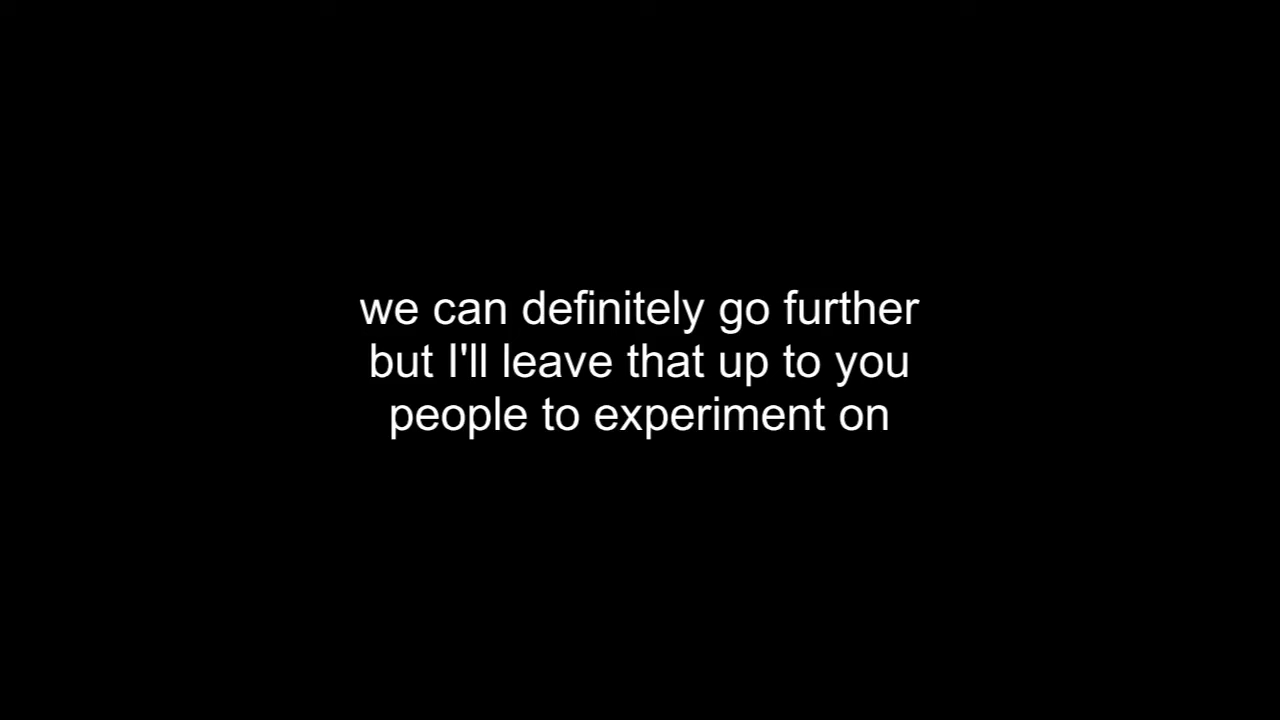 we can definitely go further
but I'll leave that up to you
people to experiment on